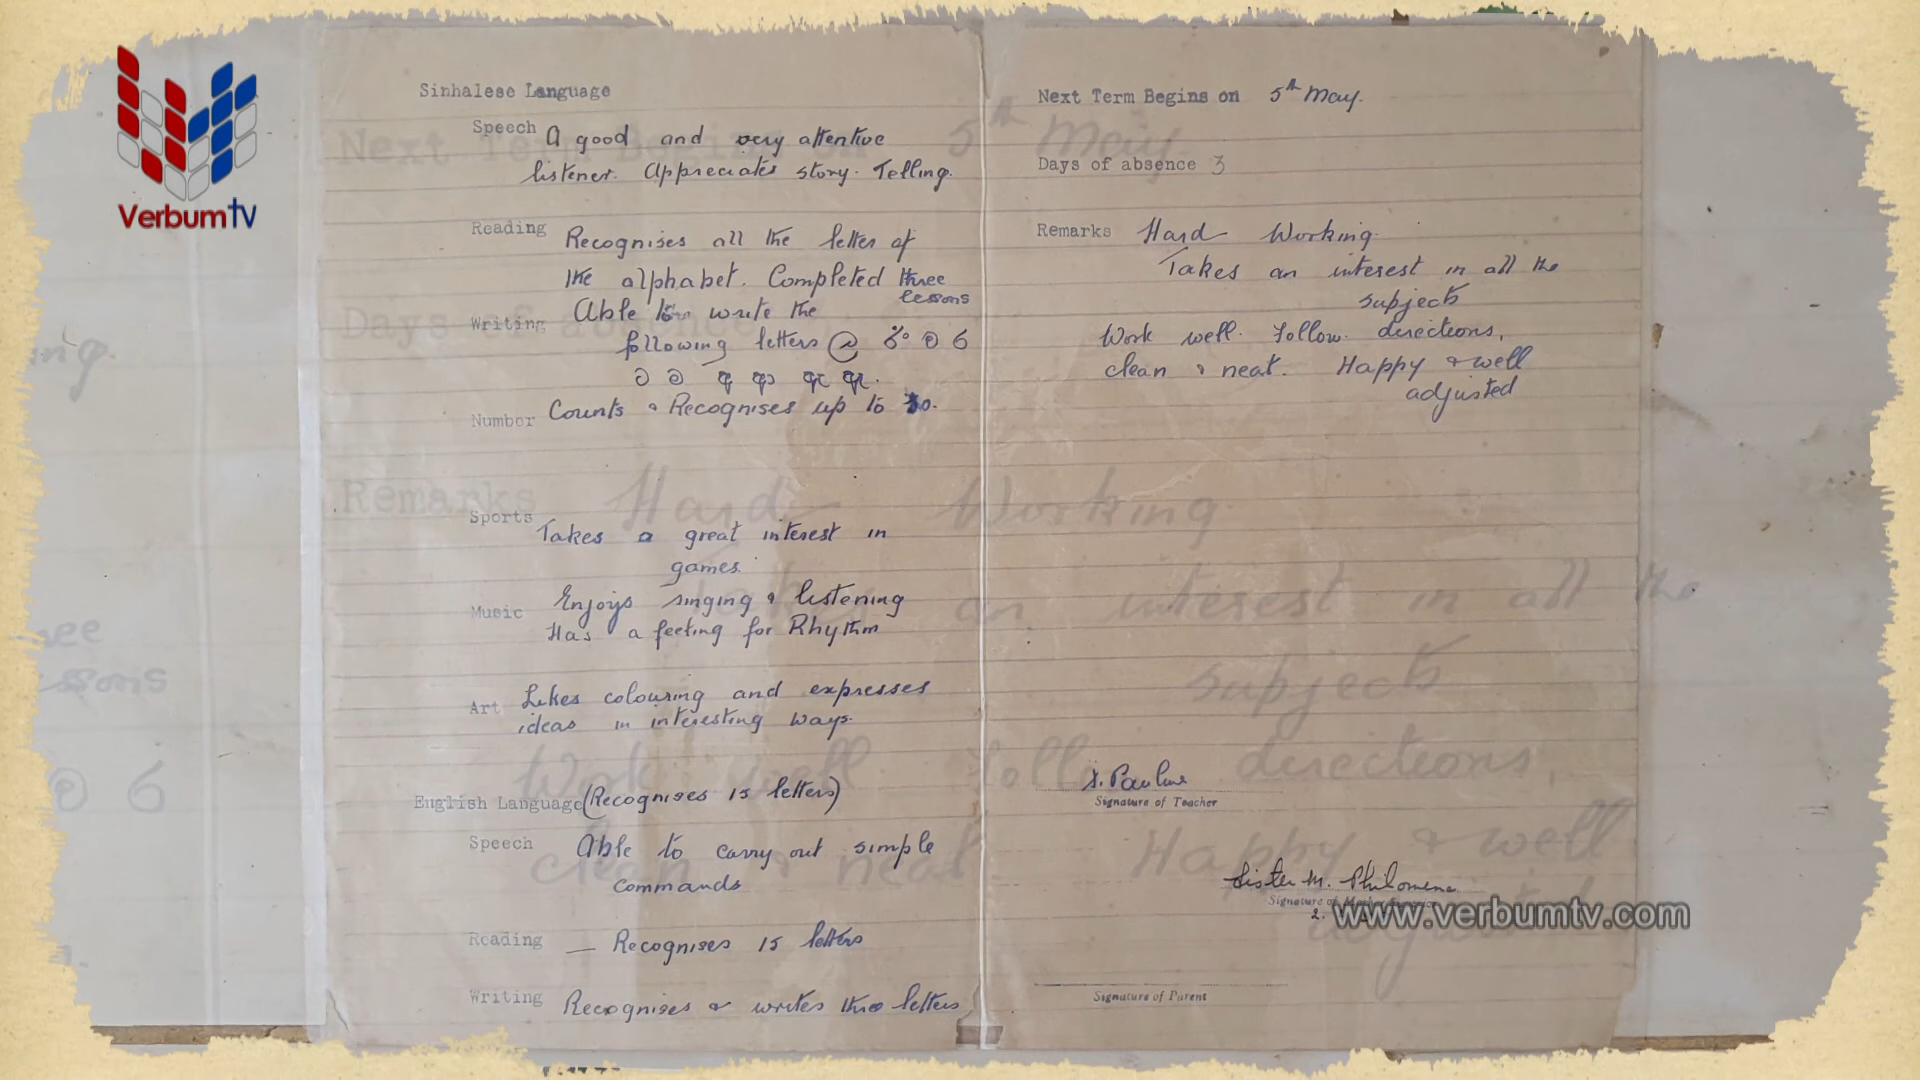 VerbumTV
Sinhalese Language
Speech A good and very attentive
listener. Appreciates story. Telling.
Reading Recognises all the letter of
the alphabet. Completed three
lessons
Writing Able to write the
following letters
ට ම අ ආ ඇ ඈ.
Number Counts & Recognises up to
Sports Takes a great interest in
games.
Music Enjoys singing & listening
Has a feeling for Rhythm
Art Likes colouring and expresses
ideas in interesting ways.
English Language (Recognises 15 letters)
Speech Able to carry out simple
commands
Reading — Recognises 15 letters
Writing Recognises & writes three letters
Next Term Begins on 5th May.
Days of absence 3
Remarks Hard Working.
Takes an interest in all the
subjects
Work well. Follow. directions,
clean & neat. Happy & well
adjusted
S. Pauline
Signature of Teacher
Sister M. Philomena
Signature of
www.verbumtv.com
Signature of Parent